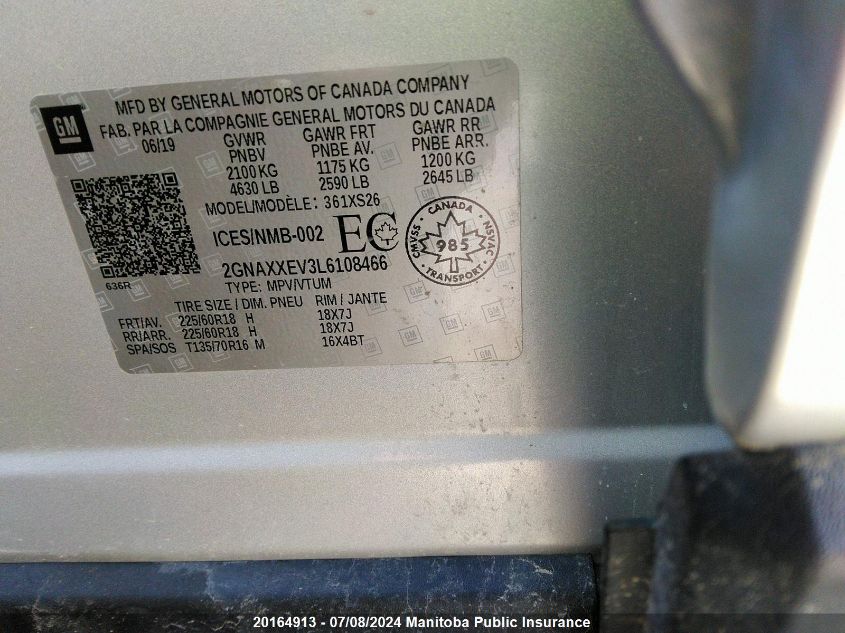 GM
MFD BY GENERAL MOTORS OF CANADA COMPANY
FAB. PAR LA COMPAGNIE GENERAL MOTORS DU CANADA
06/19 GVWR GAWR FRT GAWR RR
PNBV PNBE AV. PNBE ARR.
2100 KG 1175 KG 1200 KG
4630 LB 2590 LB 2645 LB
MODEL/MODÈLE: 361XS26
ICES/NMB-002 EC
CANADA
CMVSS 985 NSVAC
TRANSPORT
2GNAXXEV3L6108466
636R
TYPE: MPV/VTUM
TIRE SIZE / DIM. PNEU RIM / JANTE
FRT/AV. 225/60R18 H 18X7J
RR/ARR. 225/60R18 H 18X7J
SPA/SOS T135/70R16 M 16X4BT
20164913 - 07/08/2024 Manitoba Public Insurance